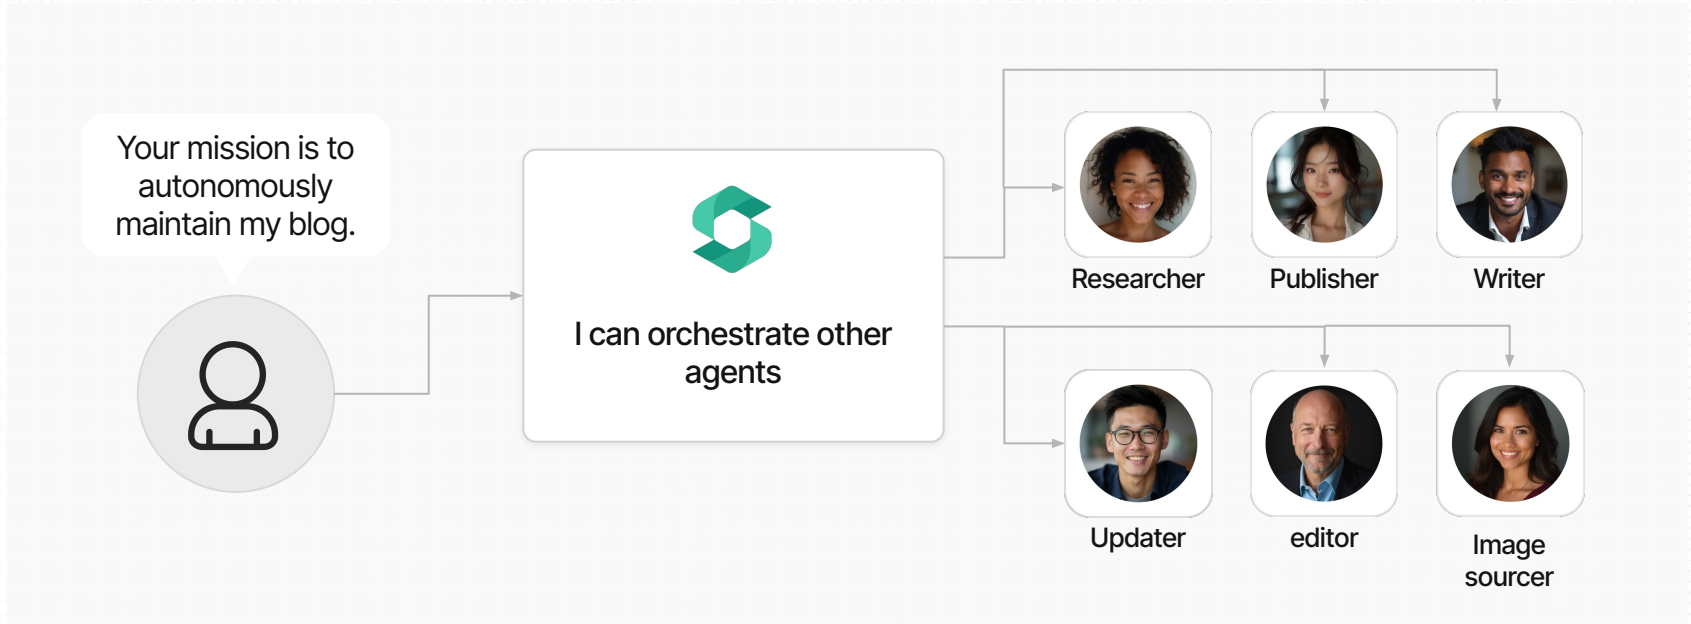 Your mission is to
autonomously
maintain my blog.
I can orchestrate other
agents
Researcher
Publisher
Writer
Updater
editor
Image
sourcer